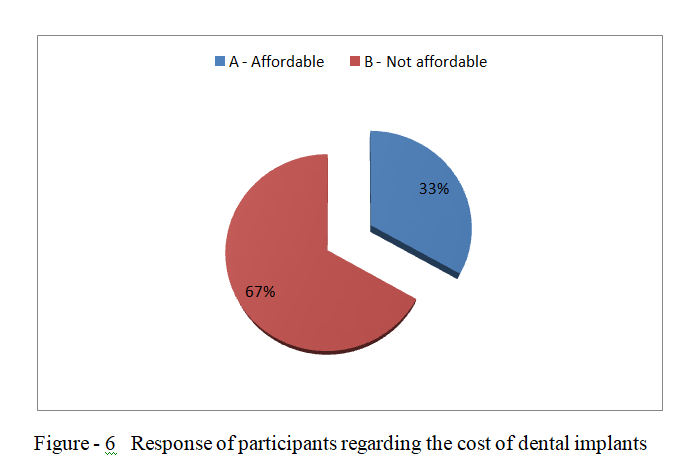 A - Affordable B - Not affordable
33%
67%
Figure - 6 Response of participants regarding the cost of dental implants